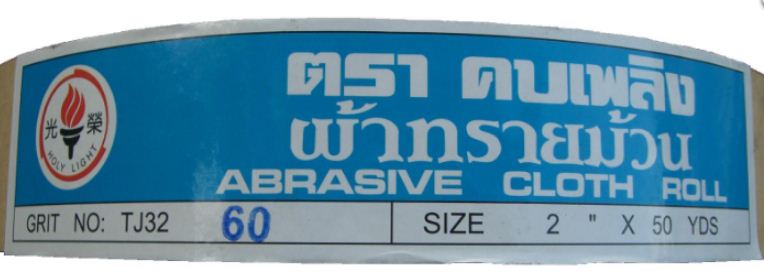 光 榮
HOLY LIGHT
ตรา คบเพลิง
ผ้าทรายม้วน
ABRASIVE CLOTH ROLL
GRIT NO: TJ32 60 SIZE 2 " X 50 YDS